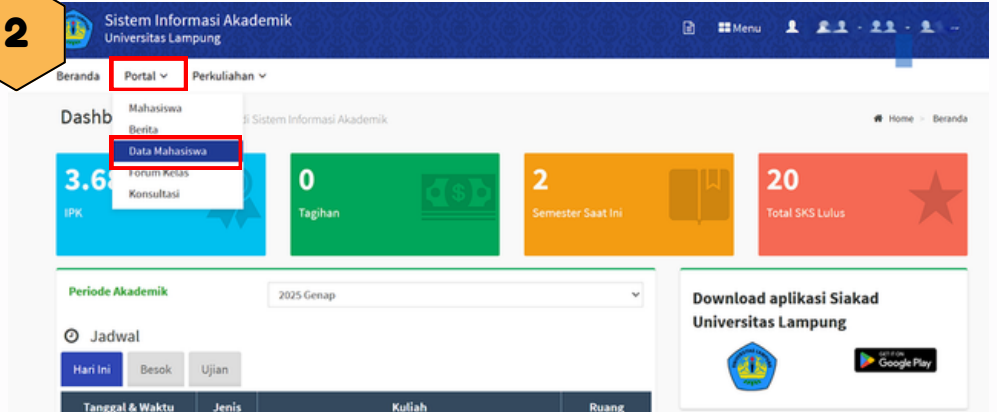 2
Sistem Informasi Akademik
Universitas Lampung
Menu
Beranda Portal Perkuliahan
Dashb di Sistem Informasi Akademik
Home > Beranda
Mahasiswa
Berita
Data Mahasiswa
Forum Kelas
Konsultasi
3.6
IPK
0
Tagihan
2
Semester Saat Ini
20
Total SKS Lulus
Periode Akademik
2025 Genap
Jadwal
Hari Ini Besok Ujian
Tanggal & Waktu Jenis Kuliah Ruang
Download aplikasi Siakad
Universitas Lampung
GET IT ON
Google Play